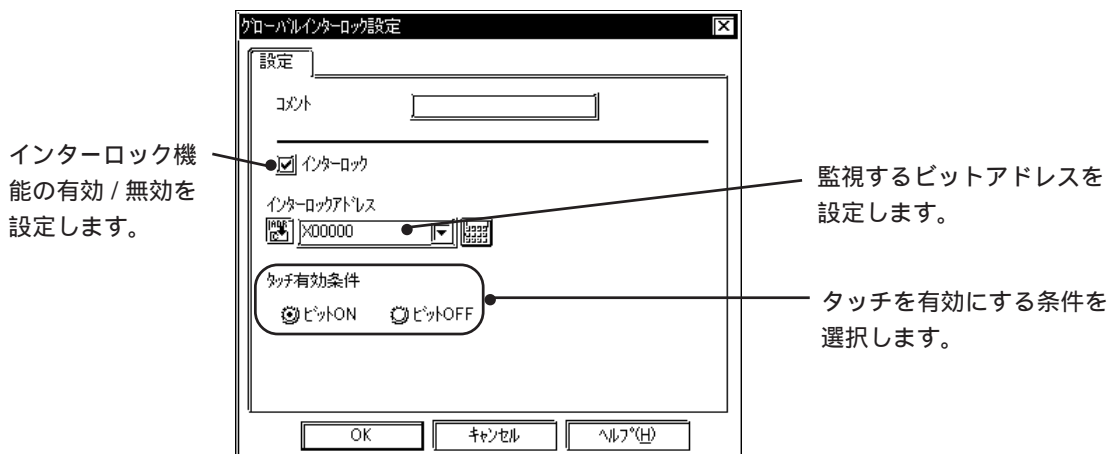 グローバルインターロック設定
設定
コメント
インターロック機
能の有効 / 無効を
設定します。
インターロック
監視するビットアドレスを
設定します。
インターロックアドレス
X00000
タッチ有効条件
ビットON ビットOFF
タッチを有効にする条件を
選択します。
OK キャンセル ヘルプ(H)